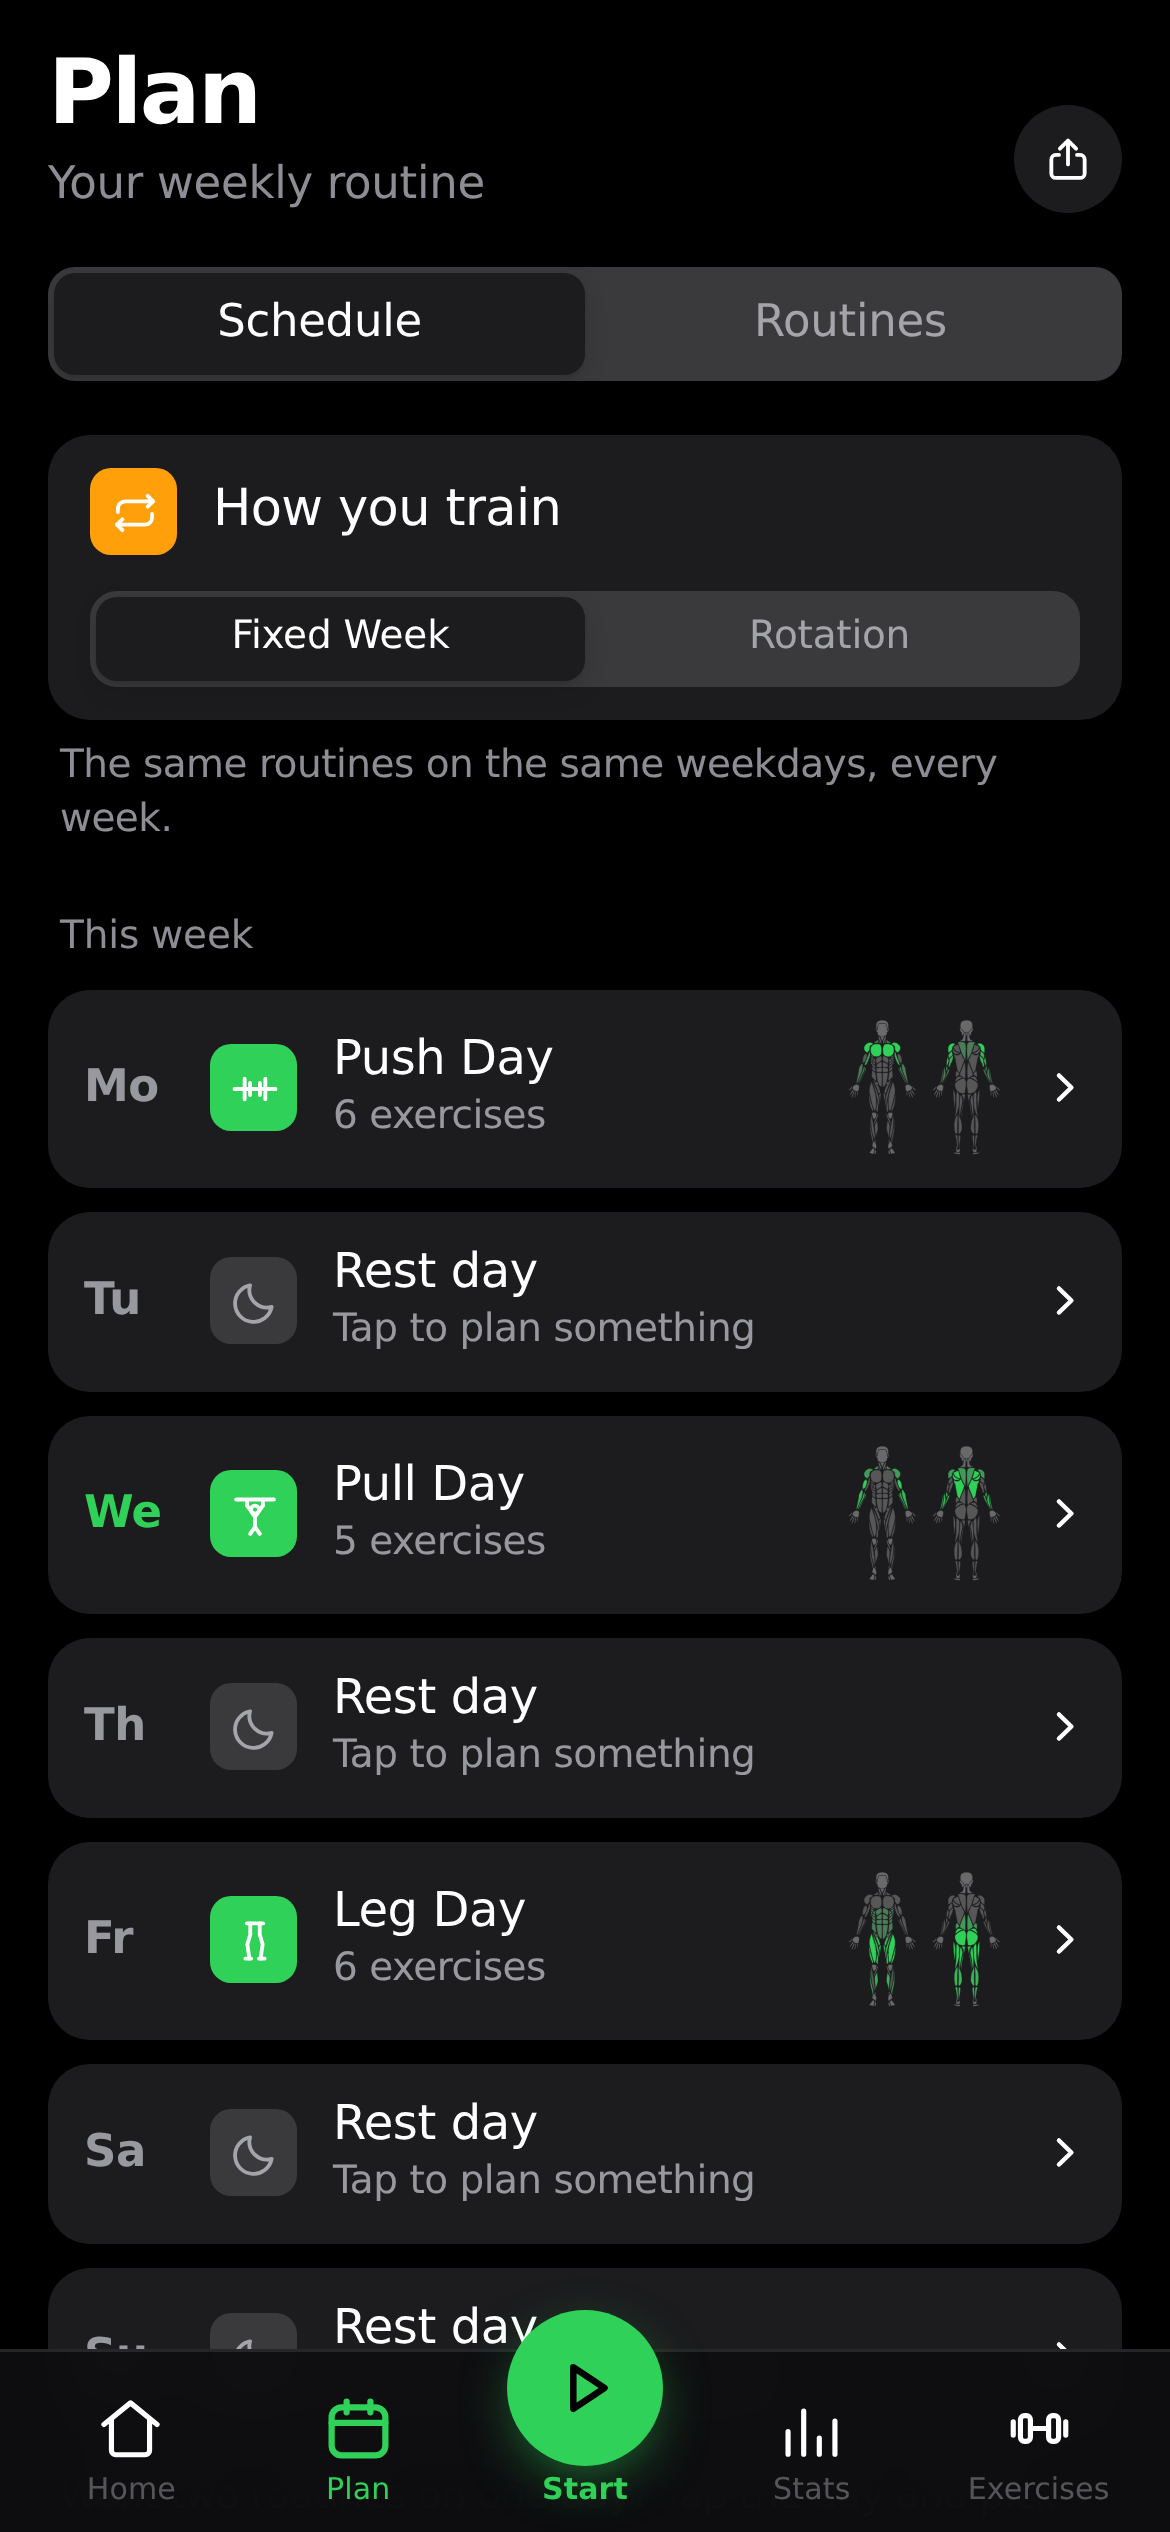 Plan
Your weekly routine
Schedule
Routines
How you train
Fixed Week
Rotation
The same routines on the same weekdays, every
week.
This week
Mo
Push Day
6 exercises
Tu
Rest day
Tap to plan something
We
Pull Day
5 exercises
Th
Rest day
Tap to plan something
Fr
Leg Day
6 exercises
Sa
Rest day
Tap to plan something
Su
Rest day
Home
Plan
Start
Stats
Exercises